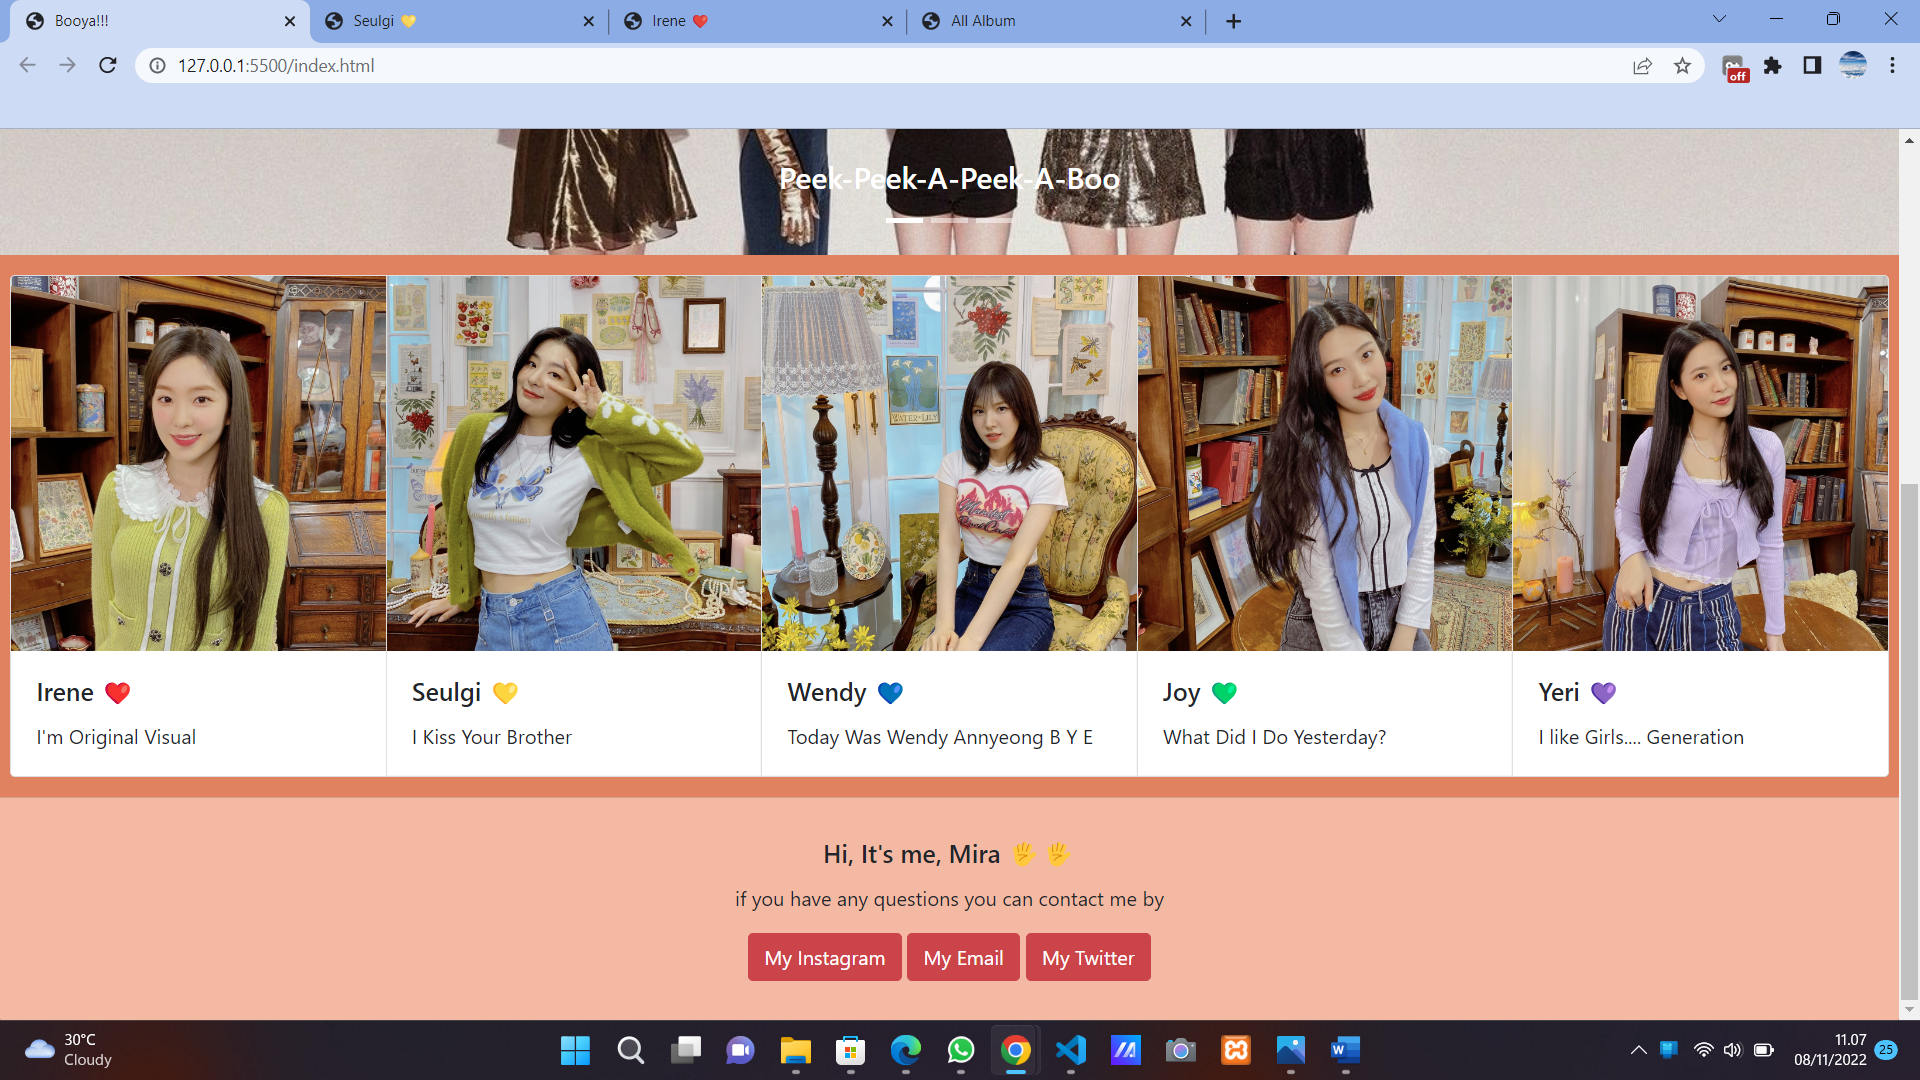 Booya!!!
Seulgi 💛
Irene ❤️
All Album
127.0.0.1:5500/index.html
off
Peek-Peek-A-Peek-A-Boo
WATER-LILY
Irene ❤️
Seulgi 💛
Wendy 💙
Joy 💚
Yeri 💜
I'm Original Visual
I Kiss Your Brother
Today Was Wendy Annyeong B Y E
What Did I Do Yesterday?
I like Girls.... Generation
Hi, It's me, Mira 🖐 🖐
if you have any questions you can contact me by
My Instagram
My Email
My Twitter
30°C
Cloudy
W
11.07
08/11/2022
25